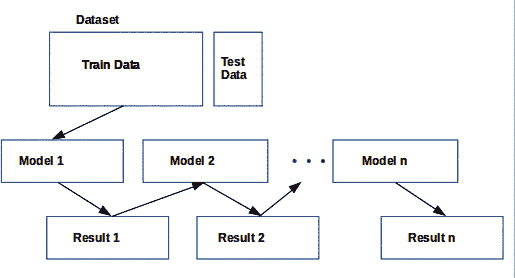 Dataset
Train Data
Test
Data
Model 1
Model 2
• • •
Model n
Result 1
Result 2
Result n